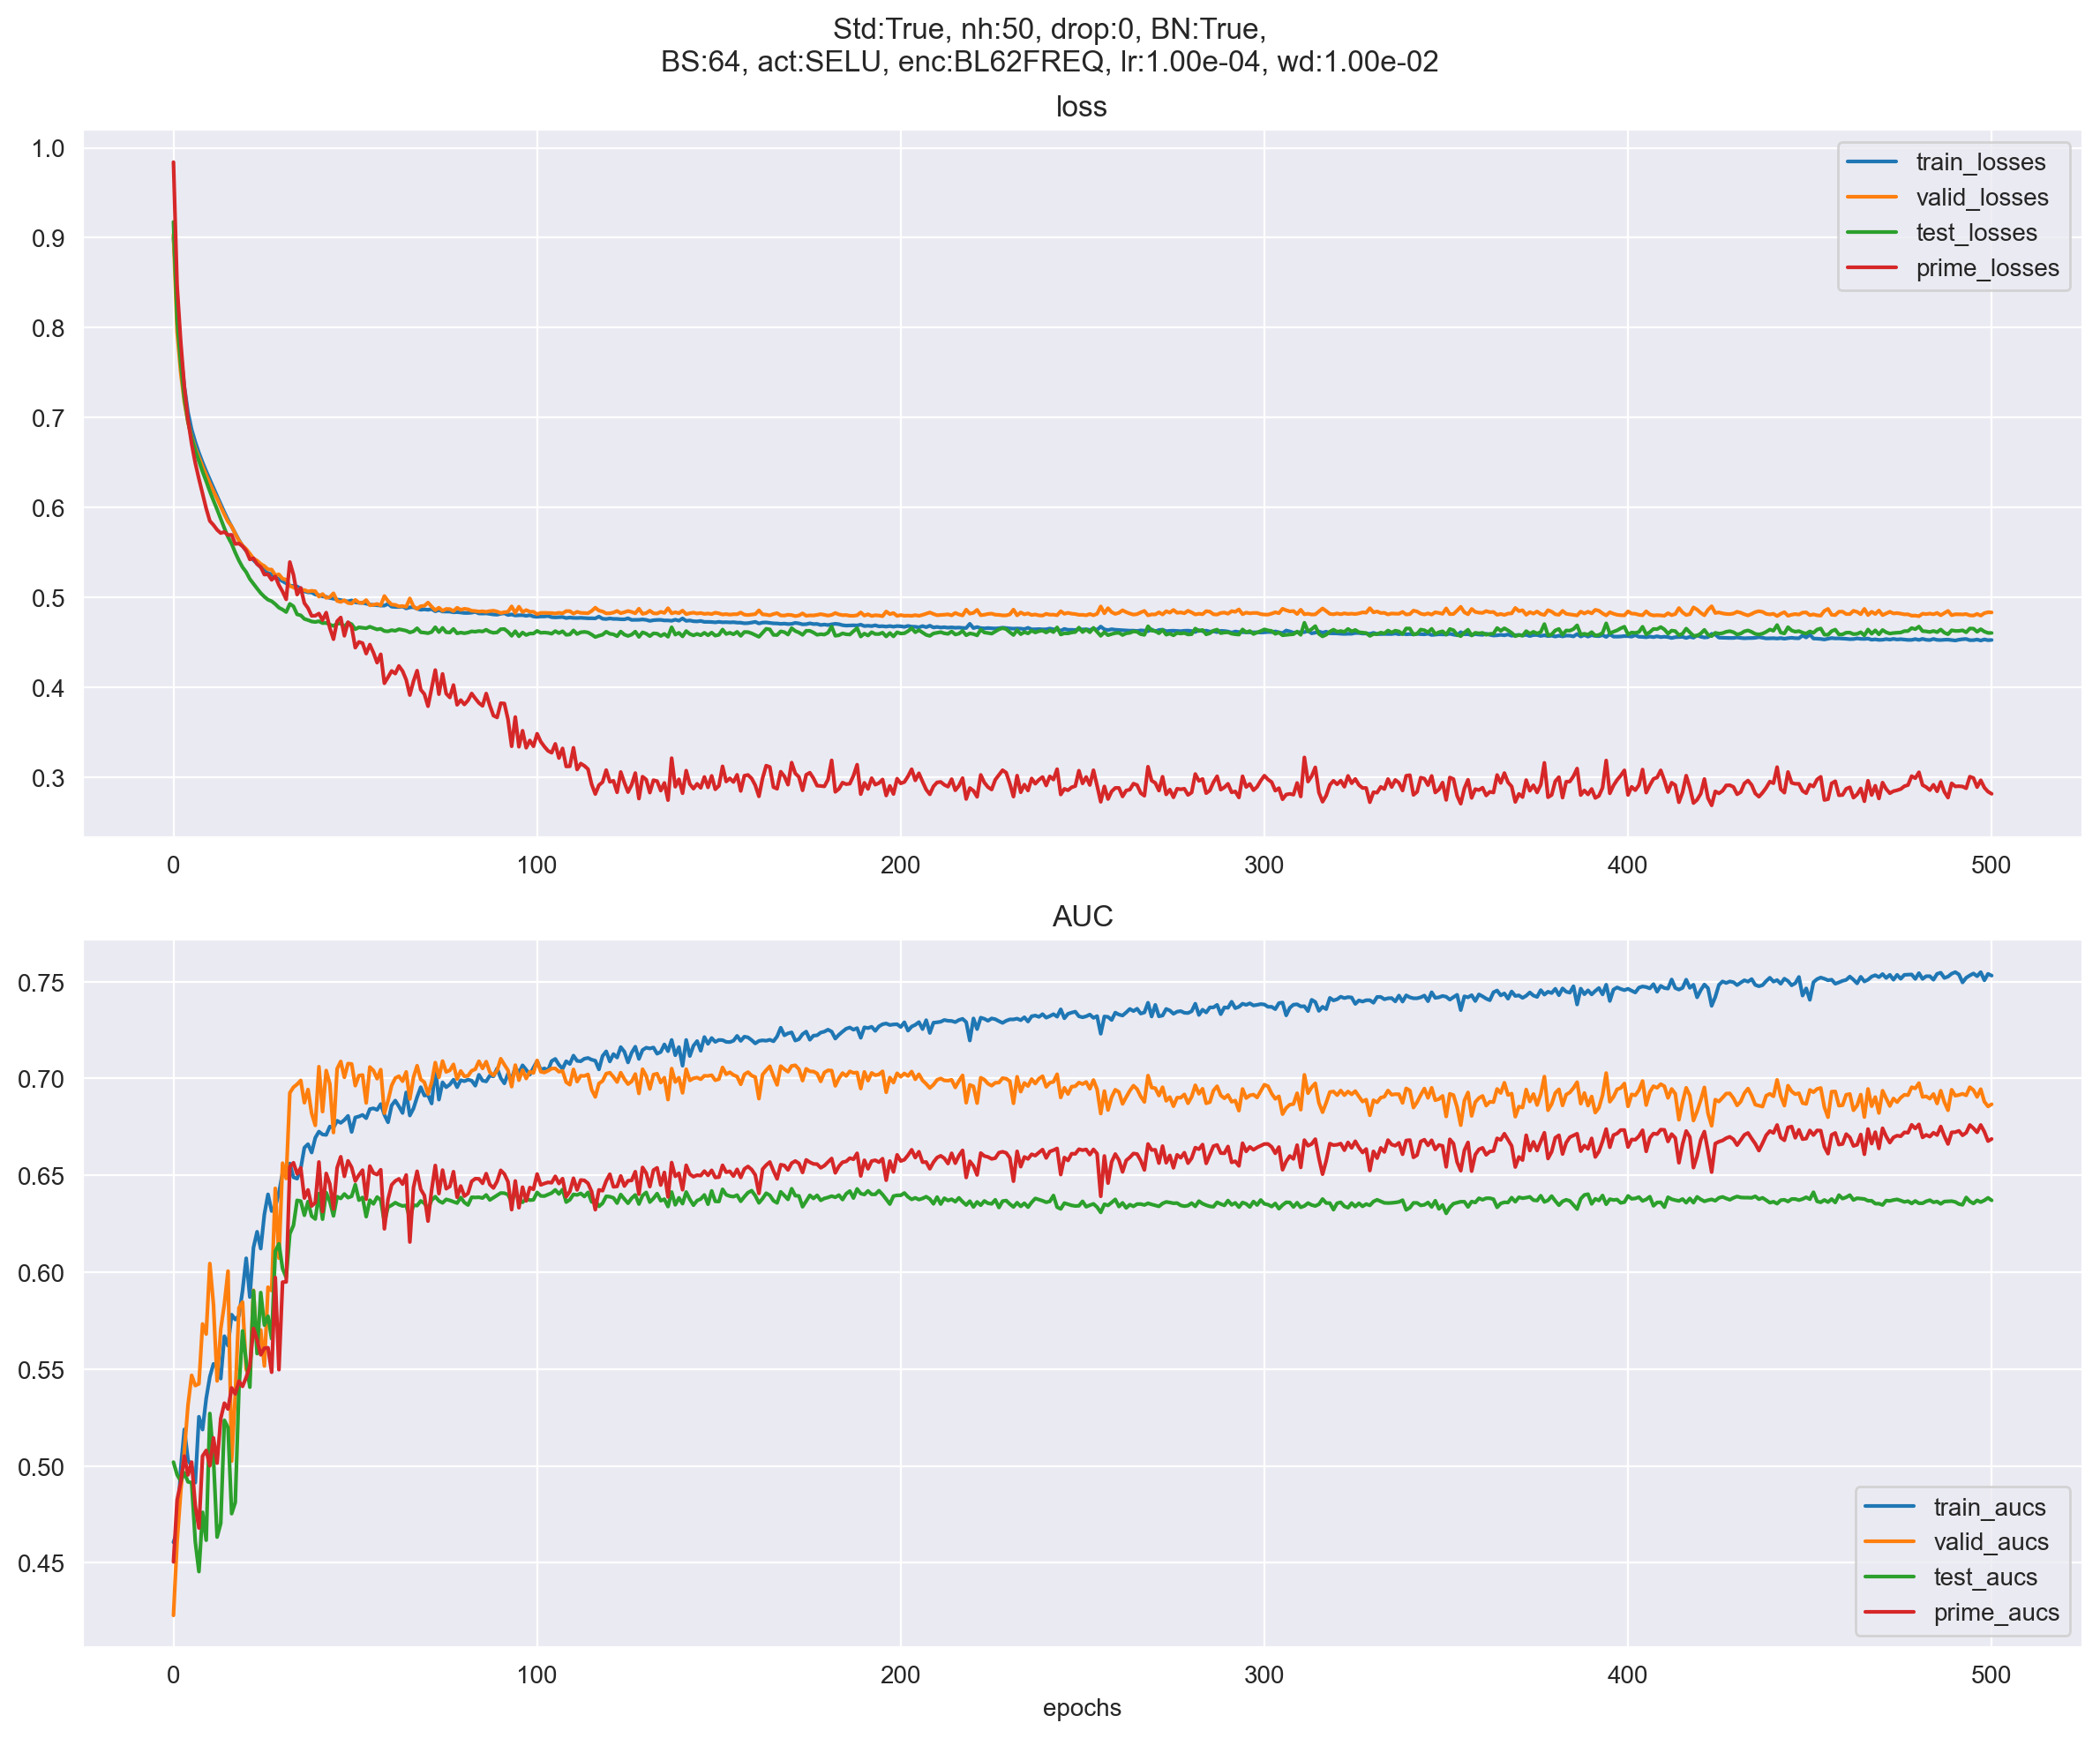 Std:True, nh:50, drop:0, BN:True,
BS:64, act:SELU, enc:BL62FREQ, lr:1.00e-04, wd:1.00e-02
loss
1.0
0.9
0.8
0.7
0.6
0.5
0.4
0.3
train_losses
valid_losses
test_losses
prime_losses
0 100 200 300 400 500
AUC
0.75
0.70
0.65
0.60
0.55
0.50
0.45
train_aucs
valid_aucs
test_aucs
prime_aucs
0 100 200 300 400 500
epochs